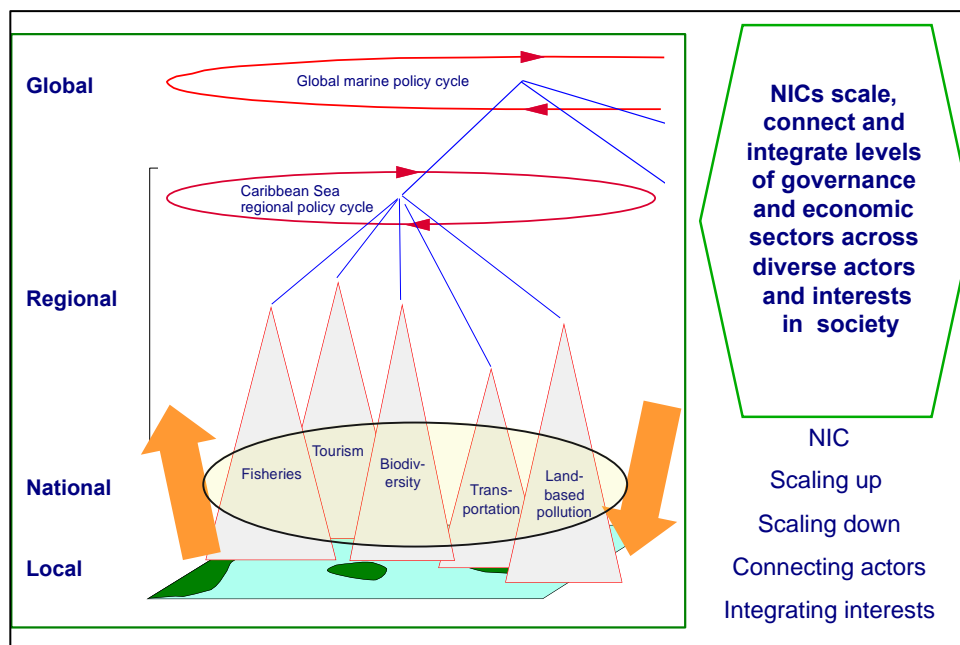 Global
Global marine policy cycle
Caribbean Sea
regional policy cycle
Regional
National
Fisheries
Tourism
Biodiv-
ersity
Trans-
portation
Land-
based
pollution
Local
NICs scale,
connect and
integrate levels
of governance
and economic
sectors across
diverse actors
and interests
in society
NIC
Scaling up
Scaling down
Connecting actors
Integrating interests